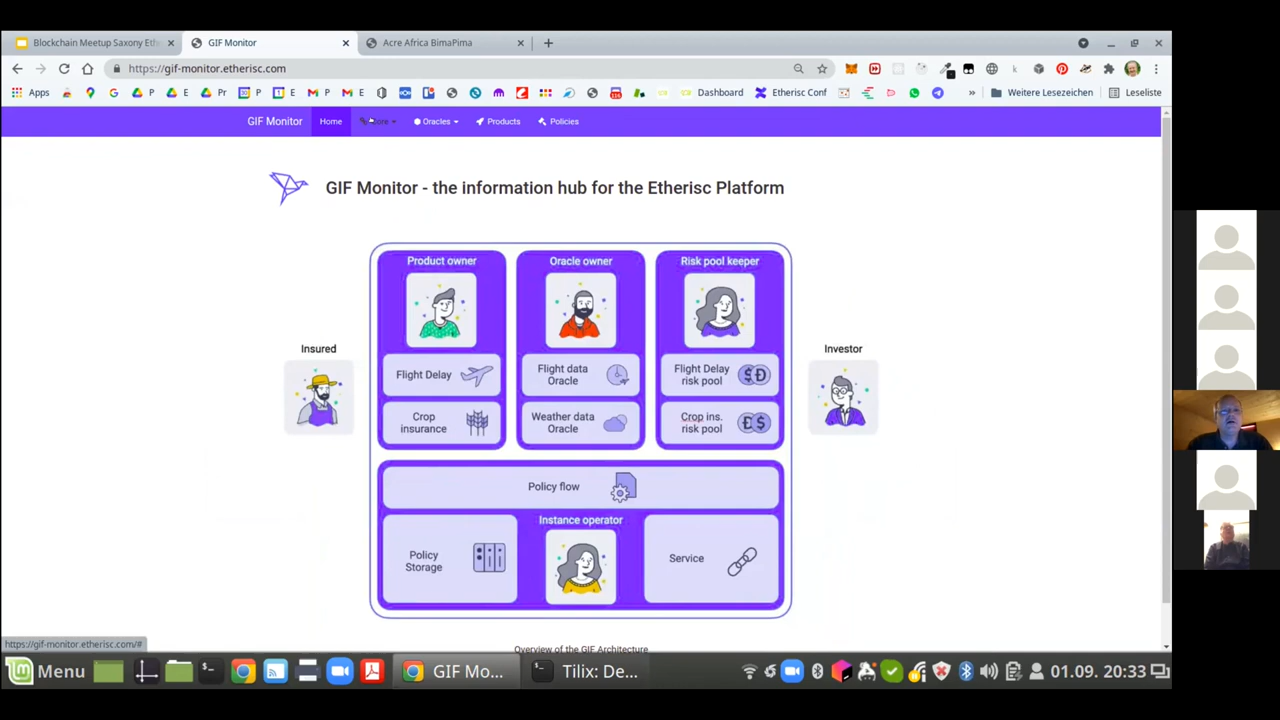 Blockchain Meetup Saxony Eth
GIF Monitor
Acre Africa BimaPima
https://gif-monitor.etherisc.com
Apps
P
E
Pr
T
E
M P
M E
Dashboard
Etherisc Conf
Weitere Lesezeichen
Leseliste
GIF Monitor
Home
Oracles
Products
Policies
GIF Monitor - the information hub for the Etherisc Platform
Product owner
Oracle owner
Risk pool keeper
Insured
Investor
Flight Delay
Flight data
Oracle
Flight Delay
risk pool
Crop
insurance
Weather data
Oracle
Crop ins.
risk pool
Policy flow
Instance operator
Policy
Storage
Service
Overview of the GIF Architecture
https://gif-monitor.etherisc.com/#
Menu
GIF Mo...
Tilix: De...
01.09. 20:33